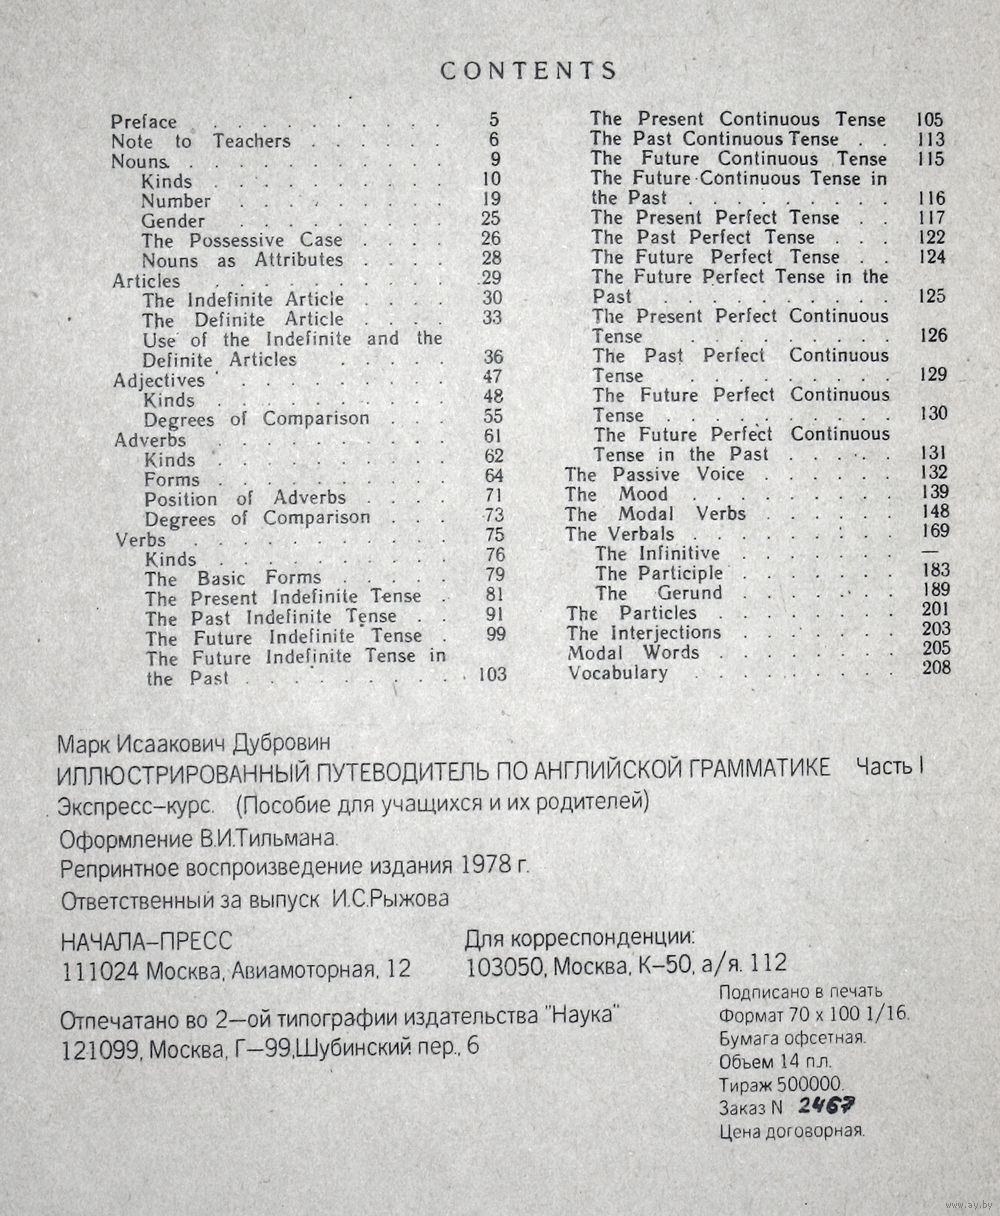 CONTENTS
Preface . . . . . . . . . . 5
Note to Teachers . . . . . . 6
Nouns . . . . . . . . . . . 9
Kinds . . . . . . . . . . 10
Number . . . . . . . . . 19
Gender . . . . . . . . . 25
The Possessive Case . . . . 26
Nouns as Attributes . . . . 28
Articles . . . . . . . . . . 29
The Indefinite Article . . . . 30
The Definite Article . . . . 33
Use of the Indefinite and the
Definite Articles . . . . . 36
Adjectives . . . . . . . . . 47
Kinds . . . . . . . . . . 48
Degrees of Comparison . . . 55
Adverbs . . . . . . . . . . 61
Kinds . . . . . . . . . . 62
Forms . . . . . . . . . . 64
Position of Adverbs . . . . 71
Degrees of Comparison . . . 73
Verbs . . . . . . . . . . . 75
Kinds . . . . . . . . . . 76
The Basic Forms . . . . . 79
The Present Indefinite Tense . 81
The Past Indefinite Tense . . 91
The Future Indefinite Tense . 99
The Future Indefinite Tense in
the Past . . . . . . . . . 103
The Present Continuous Tense 105
The Past Continuous Tense . . 113
The Future Continuous Tense 115
The Future Continuous Tense in
the Past . . . . . . . . . 116
The Present Perfect Tense . . 117
The Past Perfect Tense . . . 122
The Future Perfect Tense . . 124
The Future Perfect Tense in the
Past . . . . . . . . . . 125
The Present Perfect Continuous
Tense . . . . . . . . . 126
The Past Perfect Continuous
Tense . . . . . . . . . 129
The Future Perfect Continuous
Tense . . . . . . . . . . 130
The Future Perfect Continuous
Tense in the Past . . . . . 131
The Passive Voice . . . . . . 132
The Mood . . . . . . . . . 139
The Modal Verbs . . . . . . 148
The Verbals . . . . . . . . . 169
The Infinitive . . . . . . . —
The Participle . . . . . . . 183
The Gerund . . . . . . . 189
The Particles . . . . . . . . 201
The Interjections . . . . . . . 203
Modal Words . . . . . . . . 205
Vocabulary . . . . . . . . . 208
Марк Исаакович Дубровин
ИЛЛЮСТРИРОВАННЫЙ ПУТЕВОДИТЕЛЬ ПО АНГЛИЙСКОЙ ГРАММАТИКЕ Часть I
Экспресс-курс. (Пособие для учащихся и их родителей)
Оформление В.И.Тильмана.
Репринтное воспроизведение издания 1978 г.
Ответственный за выпуск И.С.Рыжова
НАЧАЛА-ПРЕСС
111024 Москва, Авиамоторная, 12
Для корреспонденции:
103050, Москва, К-50, а/я. 112
Отпечатано во 2-ой типографии издательства "Наука"
121099, Москва, Г-99,Шубинский пер., 6
Подписано в печать
Формат 70 х 100 1/16.
Бумага офсетная.
Объем 14 п.л.
Тираж 500000.
Заказ N 2467
Цена договорная.
www.ay.by